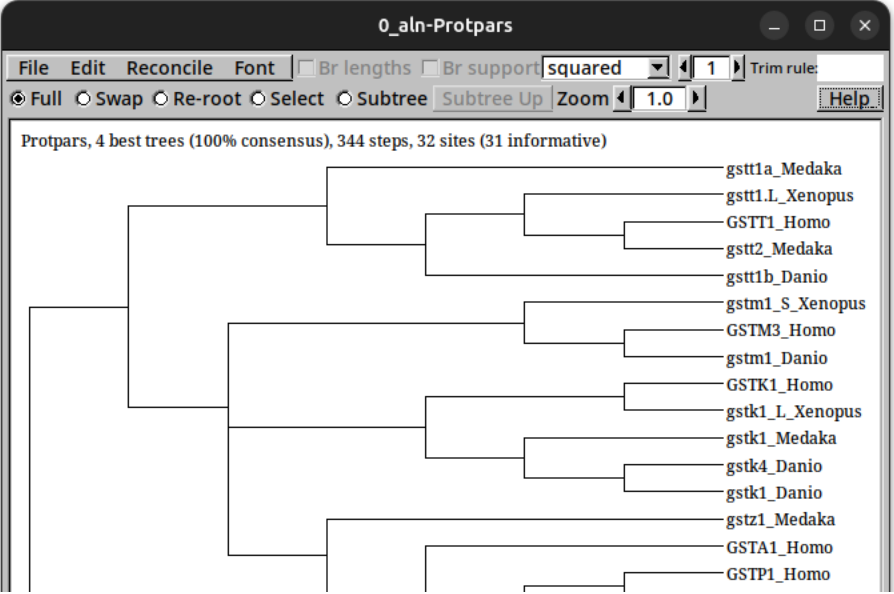 0_aln-Protpars
File Edit Reconcile Font Br lengths Br support squared 1 Trim rule:
Full Swap Re-root Select Subtree Subtree Up Zoom 1.0 Help
Protpars, 4 best trees (100% consensus), 344 steps, 32 sites (31 informative)
gstt1a_Medaka
gstt1.L_Xenopus
GSTT1_Homo
gstt2_Medaka
gstt1b_Danio
gstm1_S_Xenopus
GSTM3_Homo
gstm1_Danio
GSTK1_Homo
gstk1_L_Xenopus
gstk1_Medaka
gstk4_Danio
gstk1_Danio
gstz1_Medaka
GSTA1_Homo
GSTP1_Homo